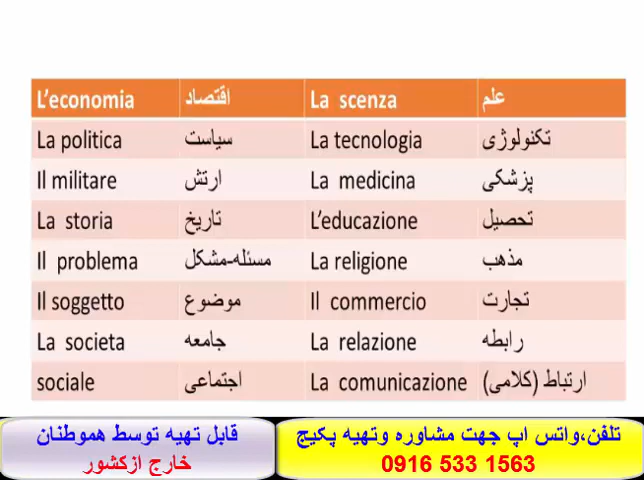 L’economia اقتصاد La scenza علم
La politica سیاست La tecnologia تکنولوژی
Il militare ارتش La medicina پزشکی
La storia تاریخ L’educazione تحصیل
Il problema مسئله-مشکل La religione مذهب
Il soggetto موضوع Il commercio تجارت
La societa جامعه La relazione رابطه
sociale اجتماعی La comunicazione ارتباط (کلامی)
قابل تهیه توسط هموطنان
خارج ازکشور
تلفن،واتس اپ جهت مشاوره وتهیه پکیج
0916 533 1563